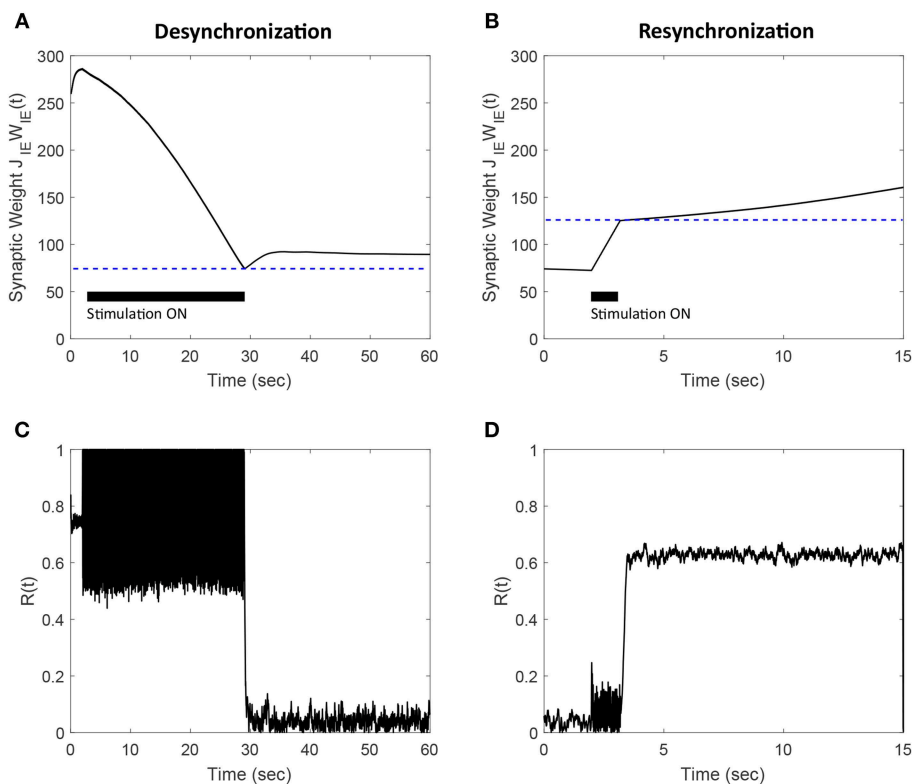 A
Desynchronization
300
250
200
150
100
50
0
Synaptic Weight J_IE W_IE(t)
Stimulation ON
0 10 20 30 40 50 60
Time (sec)
B
Resynchronization
300
250
200
150
100
50
0
Synaptic Weight J_IE W_IE(t)
Stimulation ON
0 5 10 15
Time (sec)
C
1
0.8
0.6
0.4
0.2
0
R(t)
0 10 20 30 40 50 60
Time (sec)
D
1
0.8
0.6
0.4
0.2
0
R(t)
0 5 10 15
Time (sec)